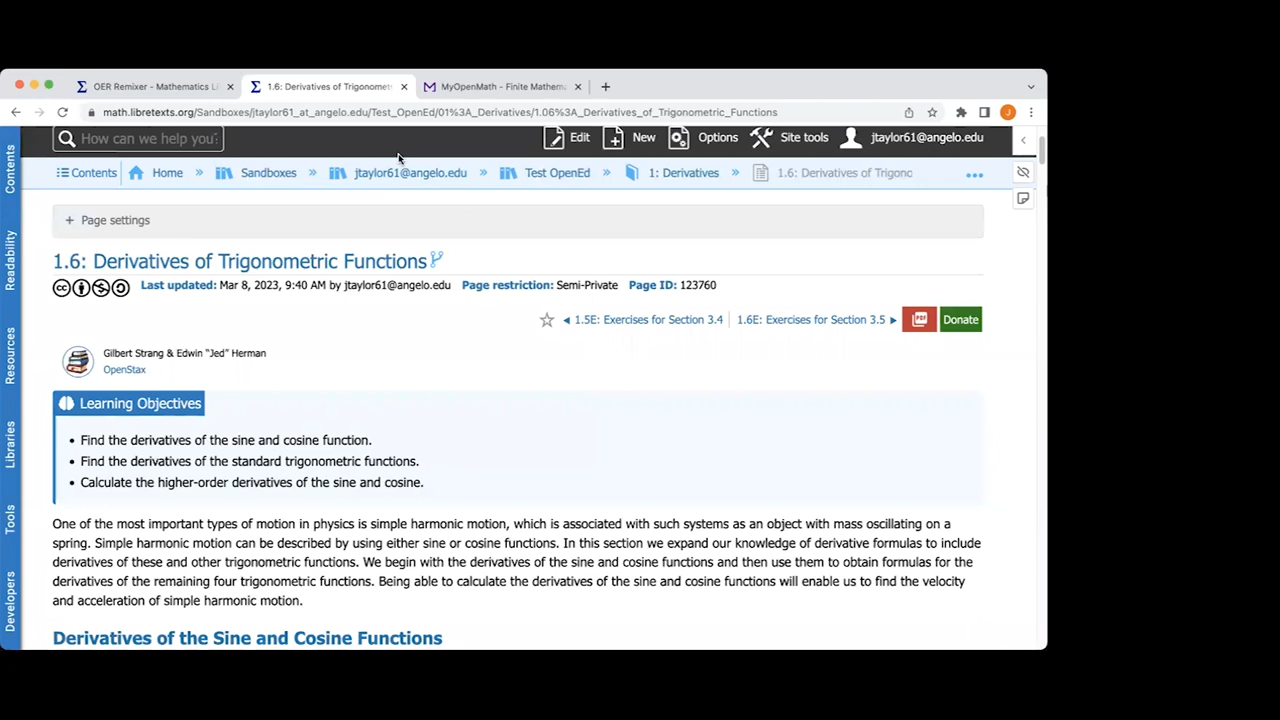 OER Remixer - Mathematics Li
1.6: Derivatives of Trigonomet
MyOpenMath - Finite Mathema
math.libretexts.org/Sandboxes/jtaylor61_at_angelo.edu/Test_OpenEd/01%3A_Derivatives/1.06%3A_Derivatives_of_Trigonometric_Functions
J
How can we help you?
Edit
New
Options
Site tools
jtaylor61@angelo.edu
Contents » Home » Sandboxes » jtaylor61@angelo.edu » Test OpenEd » 1: Derivatives » 1.6: Derivatives of Trigono
Contents
Readability
Resources
Libraries
Tools
Developers
+ Page settings
1.6: Derivatives of Trigonometric Functions
Last updated: Mar 8, 2023, 9:40 AM by jtaylor61@angelo.edu Page restriction: Semi-Private Page ID: 123760
◄ 1.5E: Exercises for Section 3.4 | 1.6E: Exercises for Section 3.5 ► PDF Donate
Gilbert Strang & Edwin “Jed” Herman
OpenStax
Learning Objectives
• Find the derivatives of the sine and cosine function.
• Find the derivatives of the standard trigonometric functions.
• Calculate the higher-order derivatives of the sine and cosine.
One of the most important types of motion in physics is simple harmonic motion, which is associated with such systems as an object with mass oscillating on a
spring. Simple harmonic motion can be described by using either sine or cosine functions. In this section we expand our knowledge of derivative formulas to include
derivatives of these and other trigonometric functions. We begin with the derivatives of the sine and cosine functions and then use them to obtain formulas for the
derivatives of the remaining four trigonometric functions. Being able to calculate the derivatives of the sine and cosine functions will enable us to find the velocity
and acceleration of simple harmonic motion.
Derivatives of the Sine and Cosine Functions